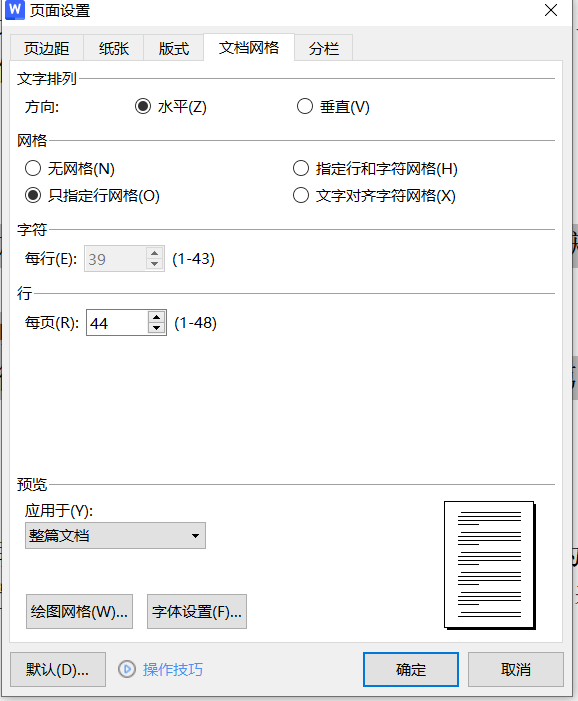 W 页面设置
页边距 纸张 版式 文档网格 分栏
文字排列
方向: 水平(Z) 垂直(V)
网格
无网格(N) 指定行和字符网格(H)
只指定行网格(O) 文字对齐字符网格(X)
字符
每行(E): 39 (1-43)
行
每页(R): 44 (1-48)
预览
应用于(Y):
整篇文档
绘图网格(W)... 字体设置(F)...
默认(D)... 操作技巧 确定 取消